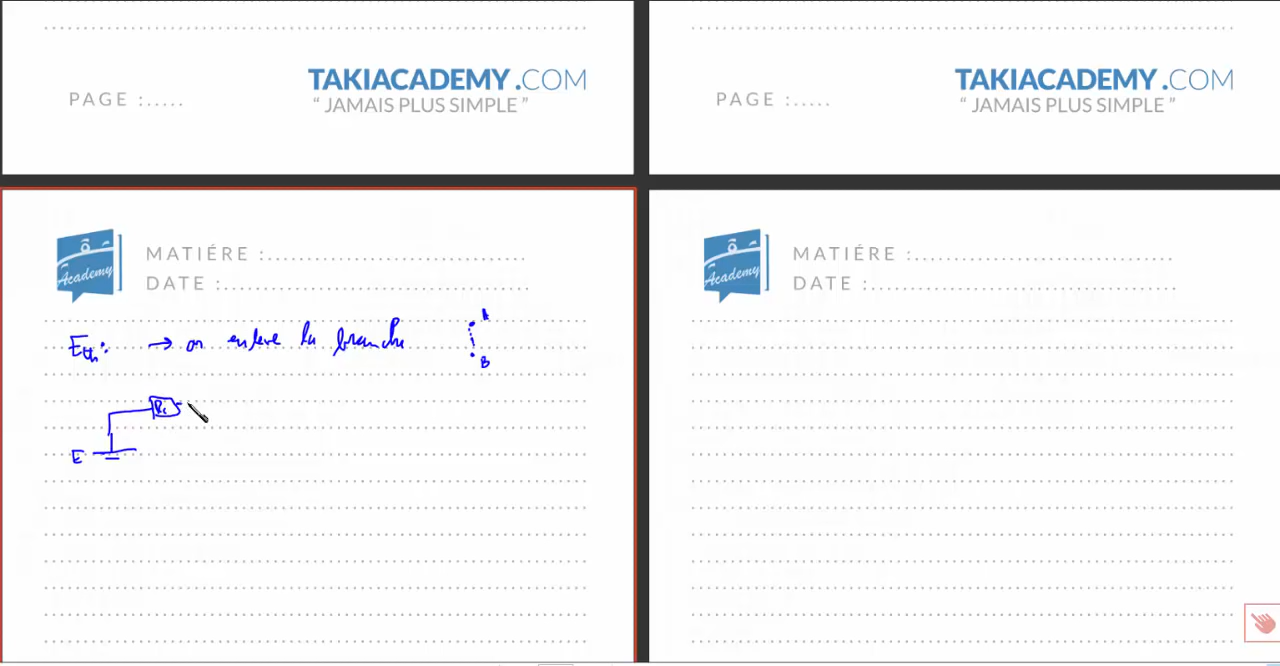 PAGE :.....
TAKIACADEMY.COM
“ JAMAIS PLUS SIMPLE ”
PAGE :.....
TAKIACADEMY.COM
“ JAMAIS PLUS SIMPLE ”
Academy
MATIÉRE :................................
DATE :......................................
Academy
MATIÉRE :................................
DATE :......................................
Eth : → on enleve la branche
A
B
R1
E